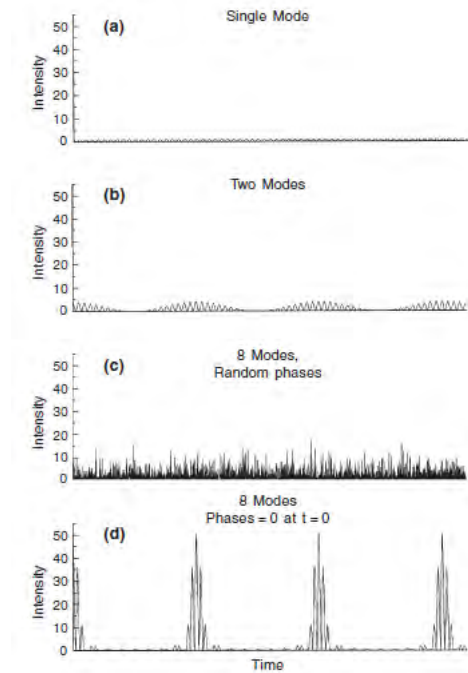 Single Mode
(a)
50
40
30
20
10
0
Intensity
Two Modes
(b)
50
40
30
20
10
0
Intensity
8 Modes,
Random phases
(c)
50
40
30
20
10
0
Intensity
8 Modes
Phases = 0 at t = 0
(d)
50
40
30
20
10
0
Intensity
Time